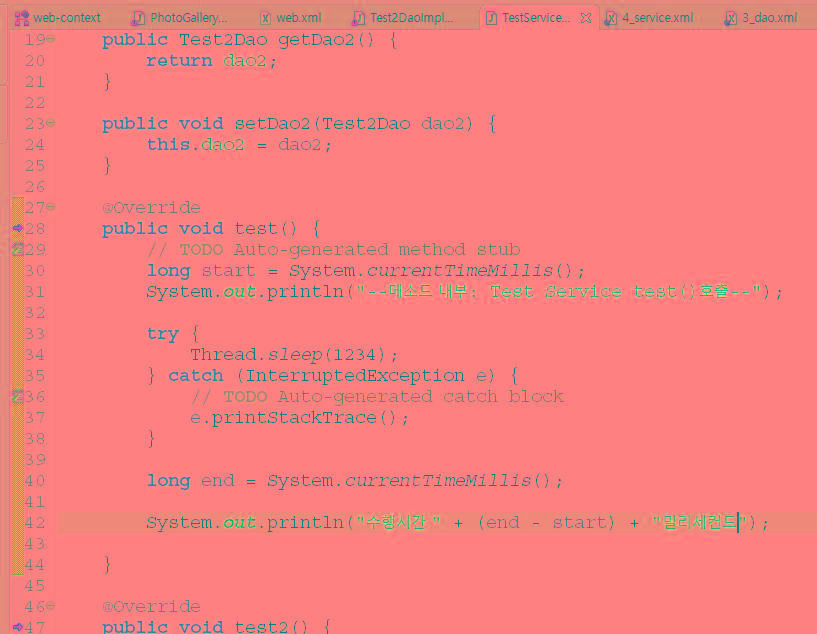 web-context PhotoGallery... web.xml Test2DaoImpl... TestService... 4_service.xml 3_dao.xml
19 public Test2Dao getDao2() {
20 return dao2;
21 }
22
23 public void setDao2(Test2Dao dao2) {
24 this.dao2 = dao2;
25 }
26
27 @Override
28 public void test() {
29 // TODO Auto-generated method stub
30 long start = System.currentTimeMillis();
31 System.out.println("--메소드 내부: Test Service test()호출--");
32
33 try {
34 Thread.sleep(1234);
35 } catch (InterruptedException e) {
36 // TODO Auto-generated catch block
37 e.printStackTrace();
38 }
39
40 long end = System.currentTimeMillis();
41
42 System.out.println("수행시간 " + (end - start) + "밀리세컨드");
43
44 }
45
46 @Override
47 public void test2() {